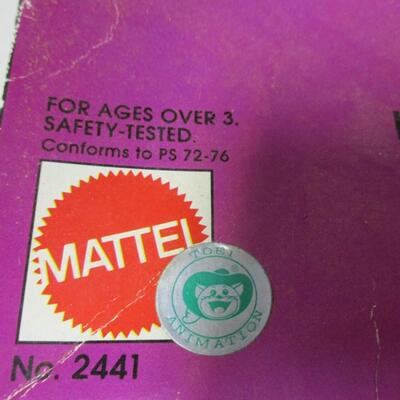 FOR AGES OVER 3.
SAFETY-TESTED.
Conforms to PS 72-76
MATTEL
TOEI
ANIMATION
No. 2441